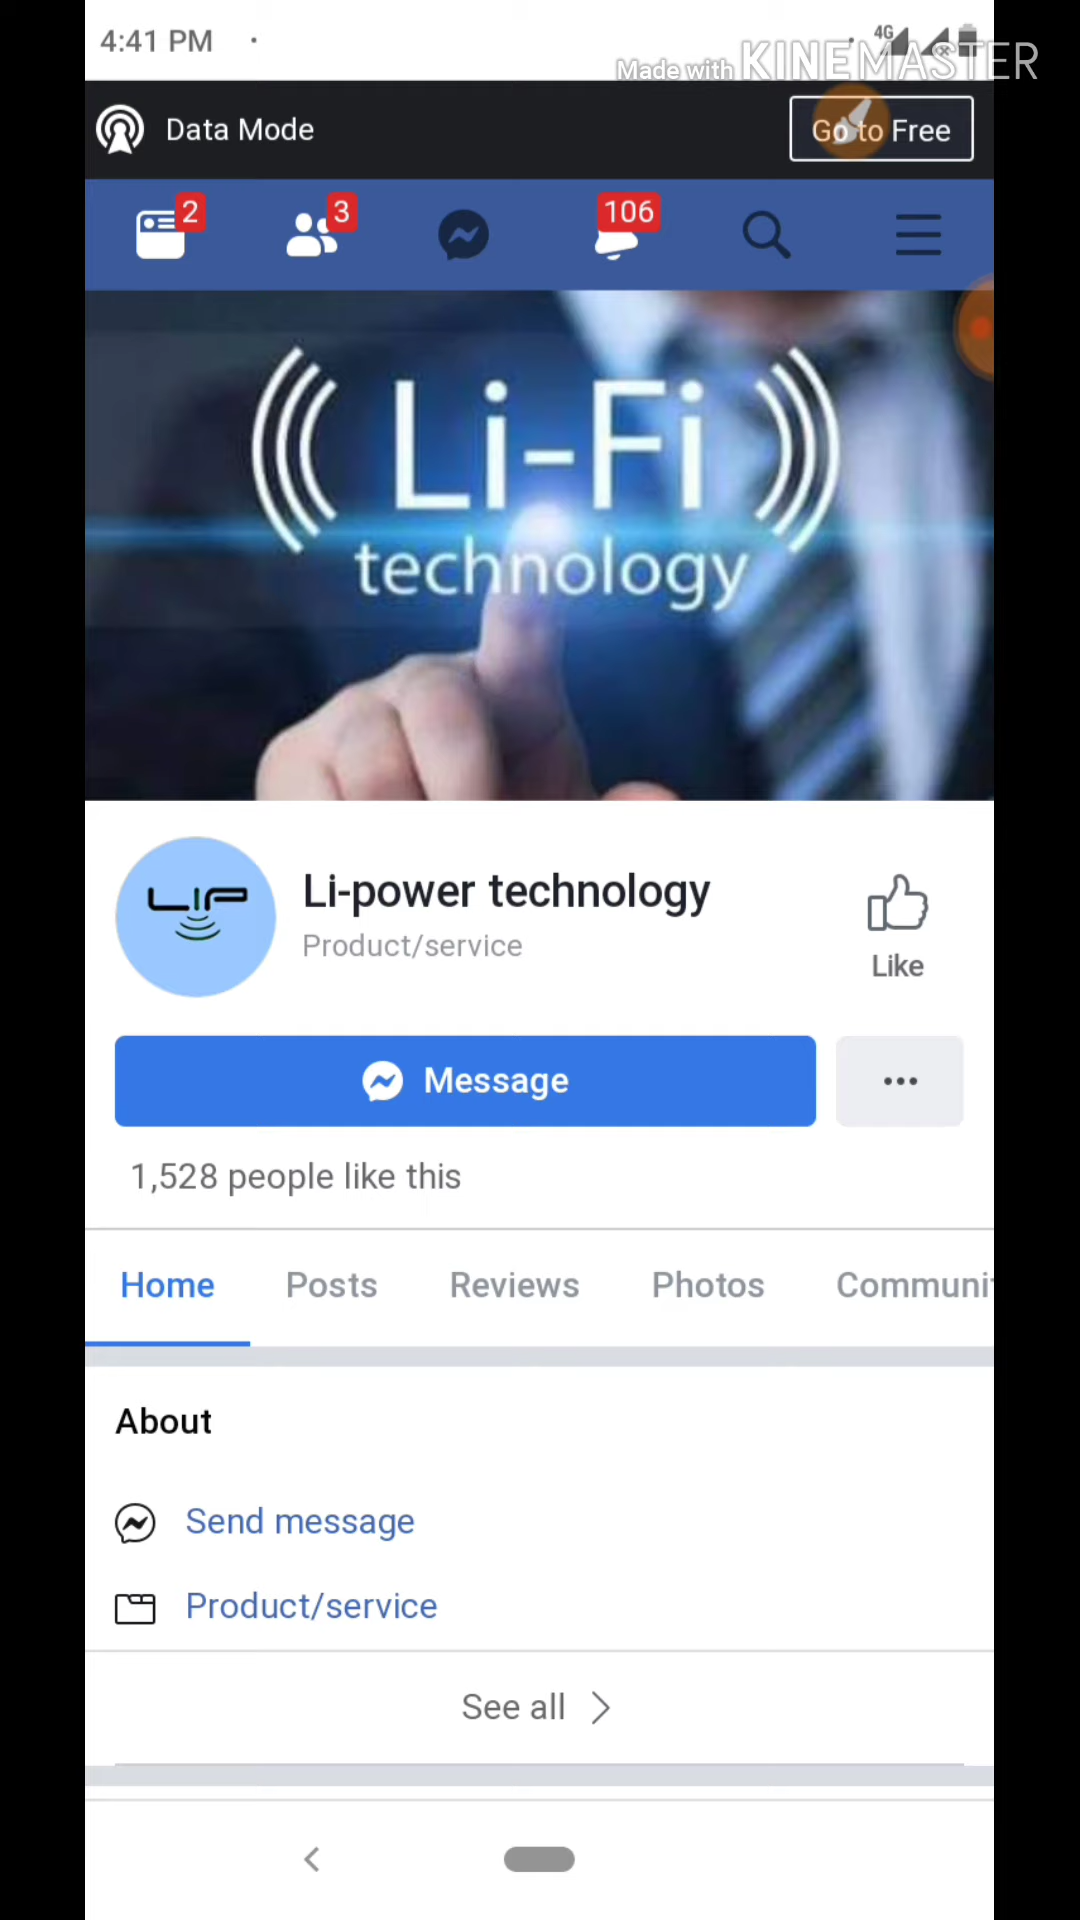 4:41 PM
4G
Made with KINEMASTER
Data Mode
Go to Free
2
3
106
Li-Fi
technology
LIP
Li-power technology
Product/service
Like
Message
1,528 people like this
Home Posts Reviews Photos Communi
About
Send message
Product/service
See all